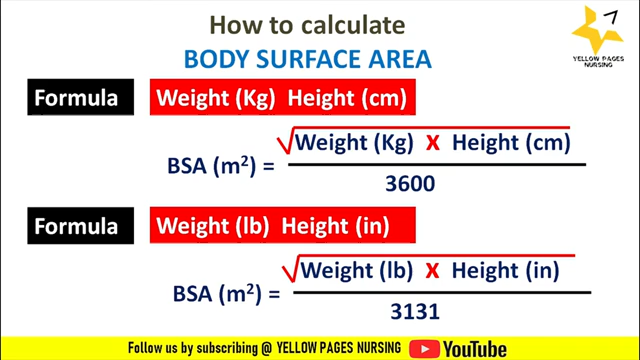 How to calculate
BODY SURFACE AREA
YELLOW PAGES
NURSING
Formula Weight (Kg) Height (cm)
BSA (m²) = √Weight (Kg) X Height (cm)
3600
Formula Weight (lb) Height (in)
BSA (m²) = √Weight (lb) X Height (in)
3131
Follow us by subscribing @ YELLOW PAGES NURSING YouTube